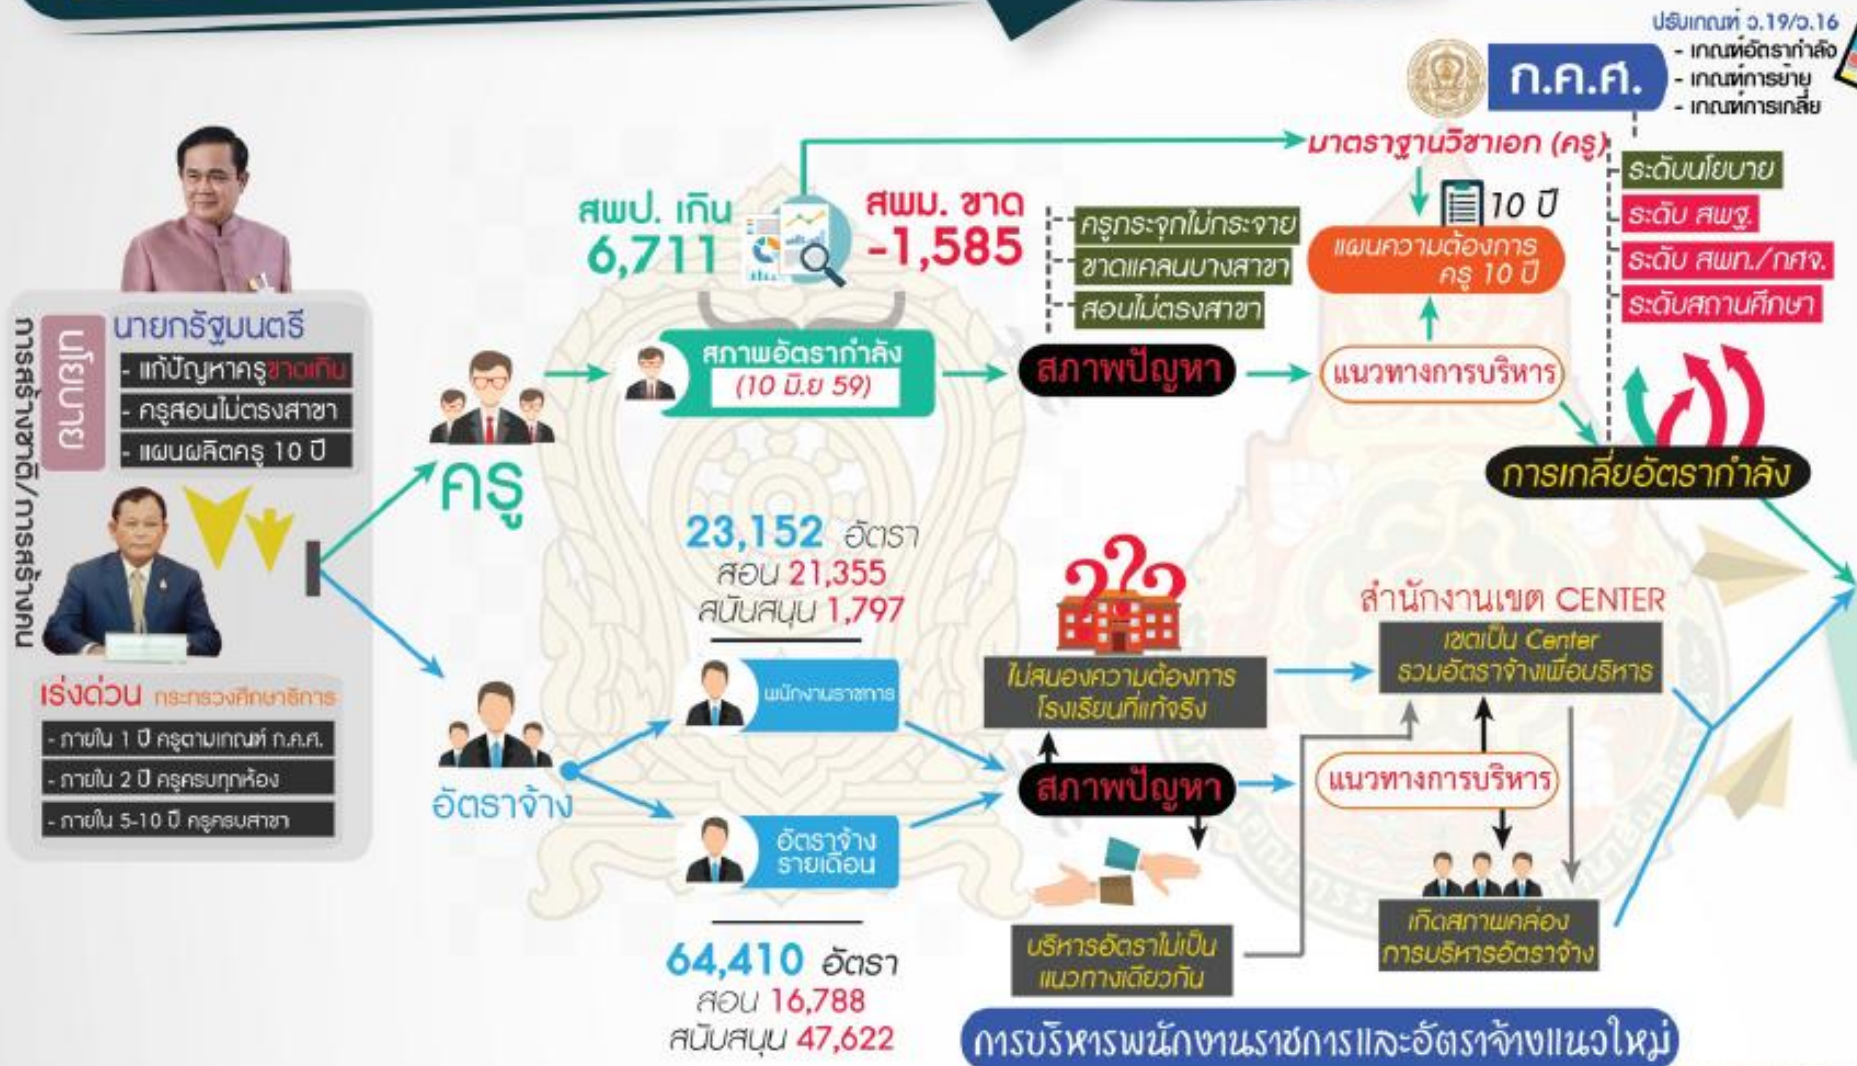 ปรับเกณฑ์ ว.19/ว.16
- เกณฑ์อัตรากำลัง
- เกณฑ์การย้าย
- เกณฑ์การเกลี่ย
ก.ค.ศ.
มาตราฐานวิชาเอก (ครู)
10 ปี
แผนความต้องการ
ครู 10 ปี
ระดับนโยบาย
ระดับ สพฐ.
ระดับ สพท./กศจ.
ระดับสถานศึกษา
สพป. เกิน
6,711
สพม. ขาด
-1,585
ครูกระจุกไม่กระจาย
ขาดแคลนบางสาขา
สอนไม่ตรงสาขา
สภาพอัตรากำลัง
(10 มิ.ย 59)
สภาพปัญหา
แนวทางการบริหาร
การเกลี่ยอัตรากำลัง
การสร้างชาติ/การสร้างคน
นโยบาย
นายกรัฐมนตรี
- แก้ปัญหาครูขาดเกิน
- ครูสอนไม่ตรงสาขา
- แผนผลิตครู 10 ปี
เร่งด่วน กระทรวงศึกษาธิการ
- ภายใน 1 ปี ครูตามเกณฑ์ ก.ค.ศ.
- ภายใน 2 ปี ครูครบทุกห้อง
- ภายใน 5-10 ปี ครูครบสาขา
ครู
อัตราจ้าง
23,152 อัตรา
สอน 21,355
สนับสนุน 1,797
พนักงานราชการ
อัตราจ้าง
รายเดือน
64,410 อัตรา
สอน 16,788
สนับสนุน 47,622
ไม่สนองความต้องการ
โรงเรียนที่แท้จริง
สภาพปัญหา
บริหารอัตราไม่เป็น
แนวทางเดียวกัน
สำนักงานเขต CENTER
เขตเป็น Center
รวมอัตราจ้างเพื่อบริหาร
แนวทางการบริหาร
เกิดสภาพคล่อง
การบริหารอัตราจ้าง
การบริหารพนักงานราชการและอัตราจ้างแนวใหม่